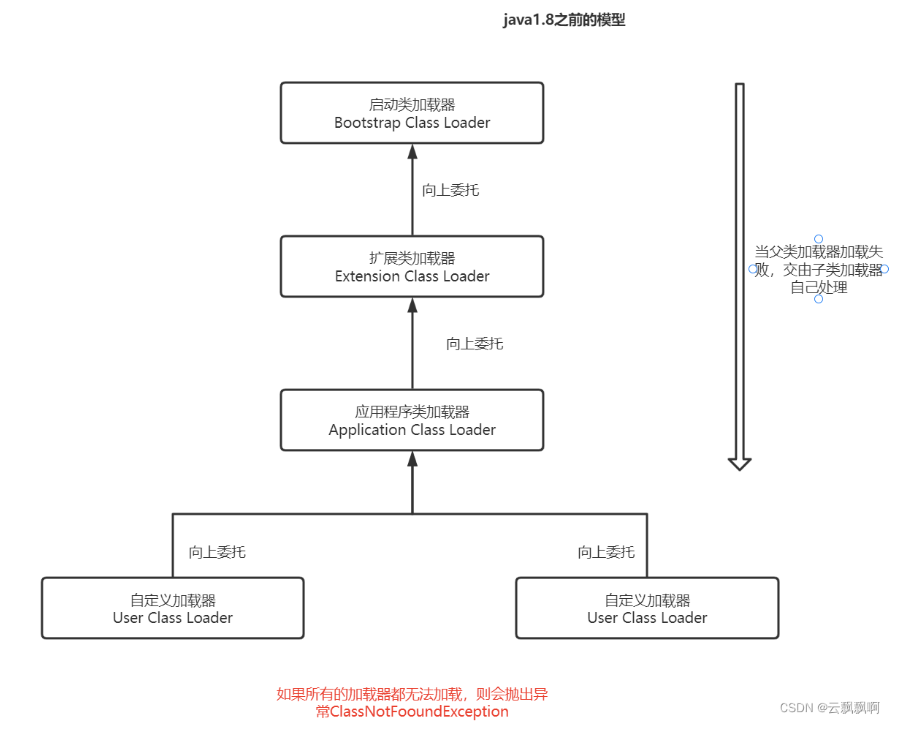 java1.8之前的模型
启动类加载器
Bootstrap Class Loader
向上委托
扩展类加载器
Extension Class Loader
当父类加载器加载失
败，交由子类加载器
自己处理
向上委托
应用程序类加载器
Application Class Loader
向上委托
向上委托
自定义加载器
User Class Loader
自定义加载器
User Class Loader
如果所有的加载器都无法加载，则会抛出异
常ClassNotFooundException
CSDN @云飘飘啊